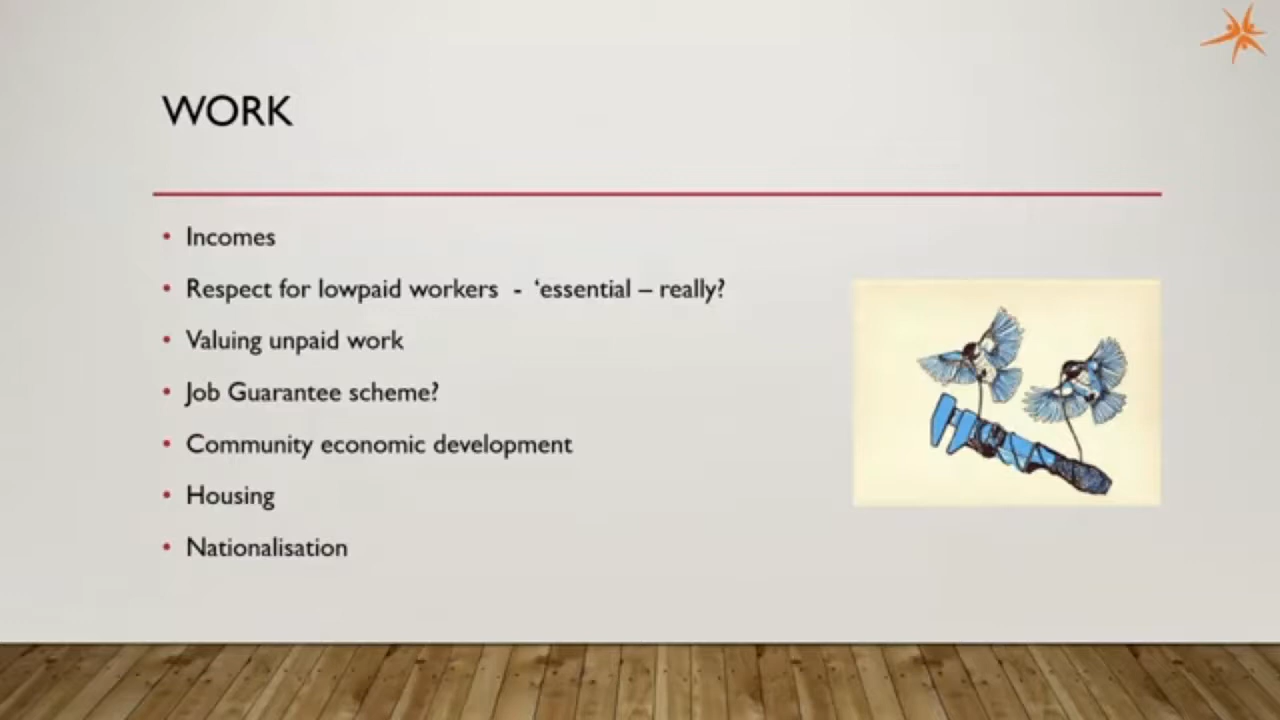 WORK
• Incomes
• Respect for lowpaid workers - ‘essential – really?
• Valuing unpaid work
• Job Guarantee scheme?
• Community economic development
• Housing
• Nationalisation